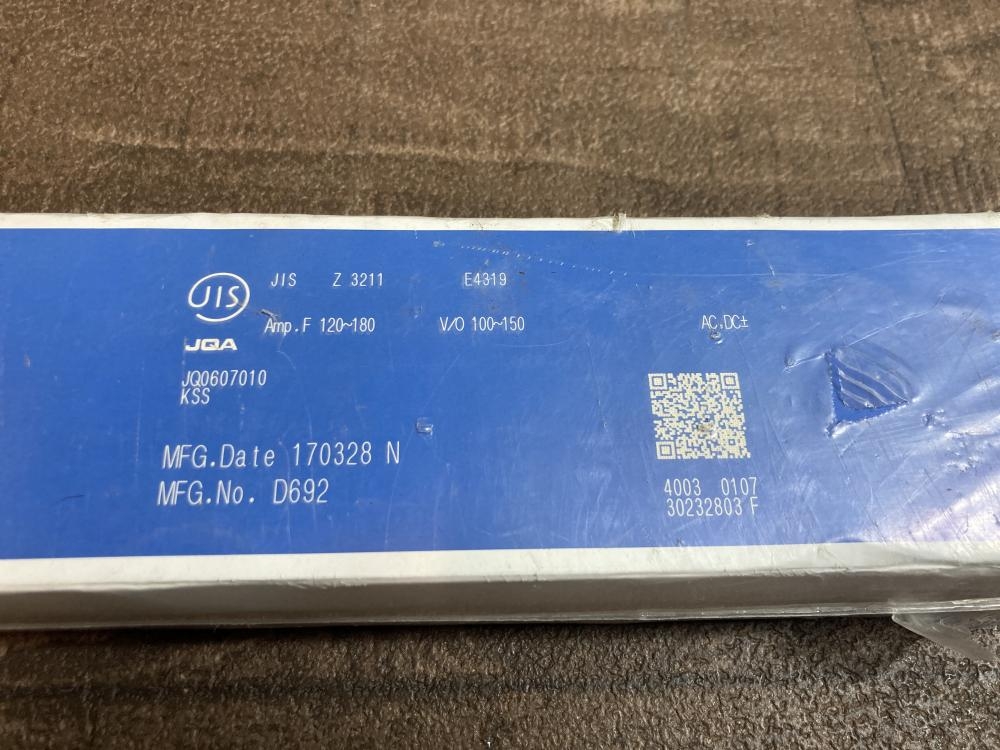 JIS
JIS Z 3211 E4319
Amp.F 120~180 V/O 100~150 AC.DC±
JQA
JQ0607010
KSS
MFG.Date 170328 N
MFG.No. D692
4003 0107
30232803 F